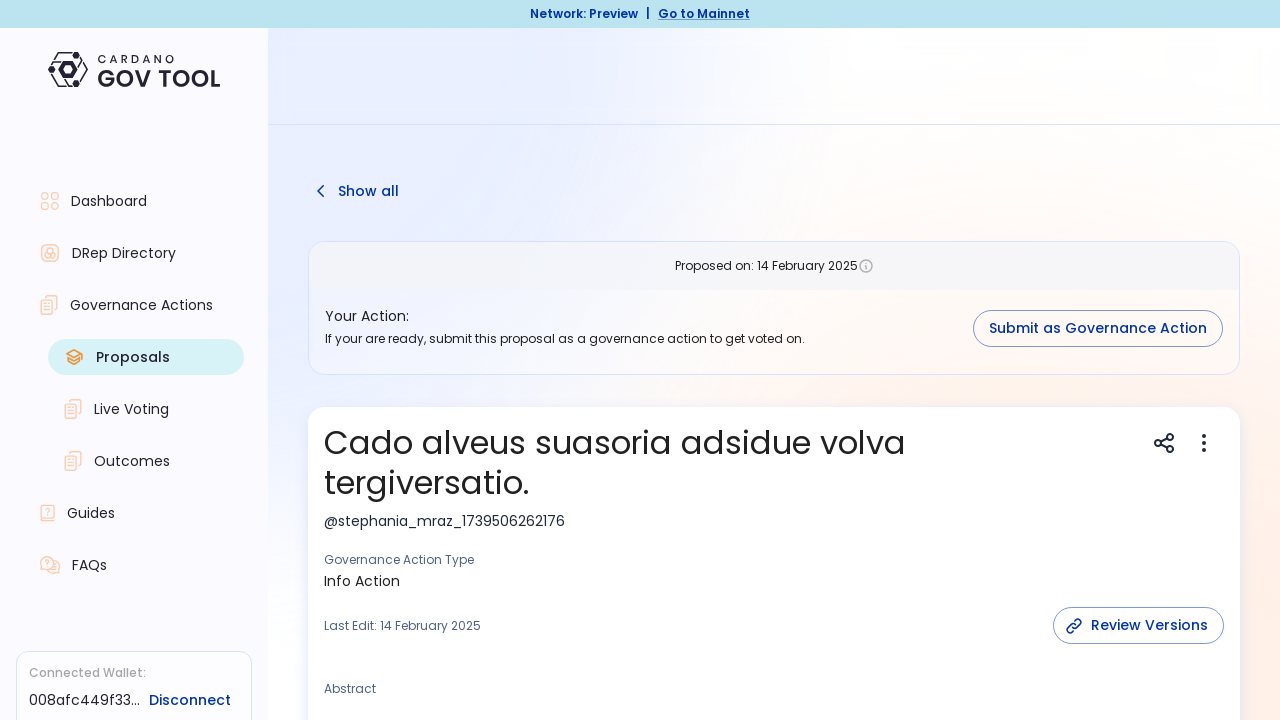 Network: Preview | Go to Mainnet
CARDANO
GOV TOOL
Dashboard
DRep Directory
Governance Actions
Proposals
Live Voting
Outcomes
Guides
FAQs
Connected Wallet:
008afc449f33... Disconnect
Show all
Proposed on: 14 February 2025
Your Action:
If your are ready, submit this proposal as a governance action to get voted on.
Submit as Governance Action
Cado alveus suasoria adsidue volva
tergiversatio.
@stephania_mraz_1739506262176
Governance Action Type
Info Action
Last Edit: 14 February 2025
Review Versions
Abstract